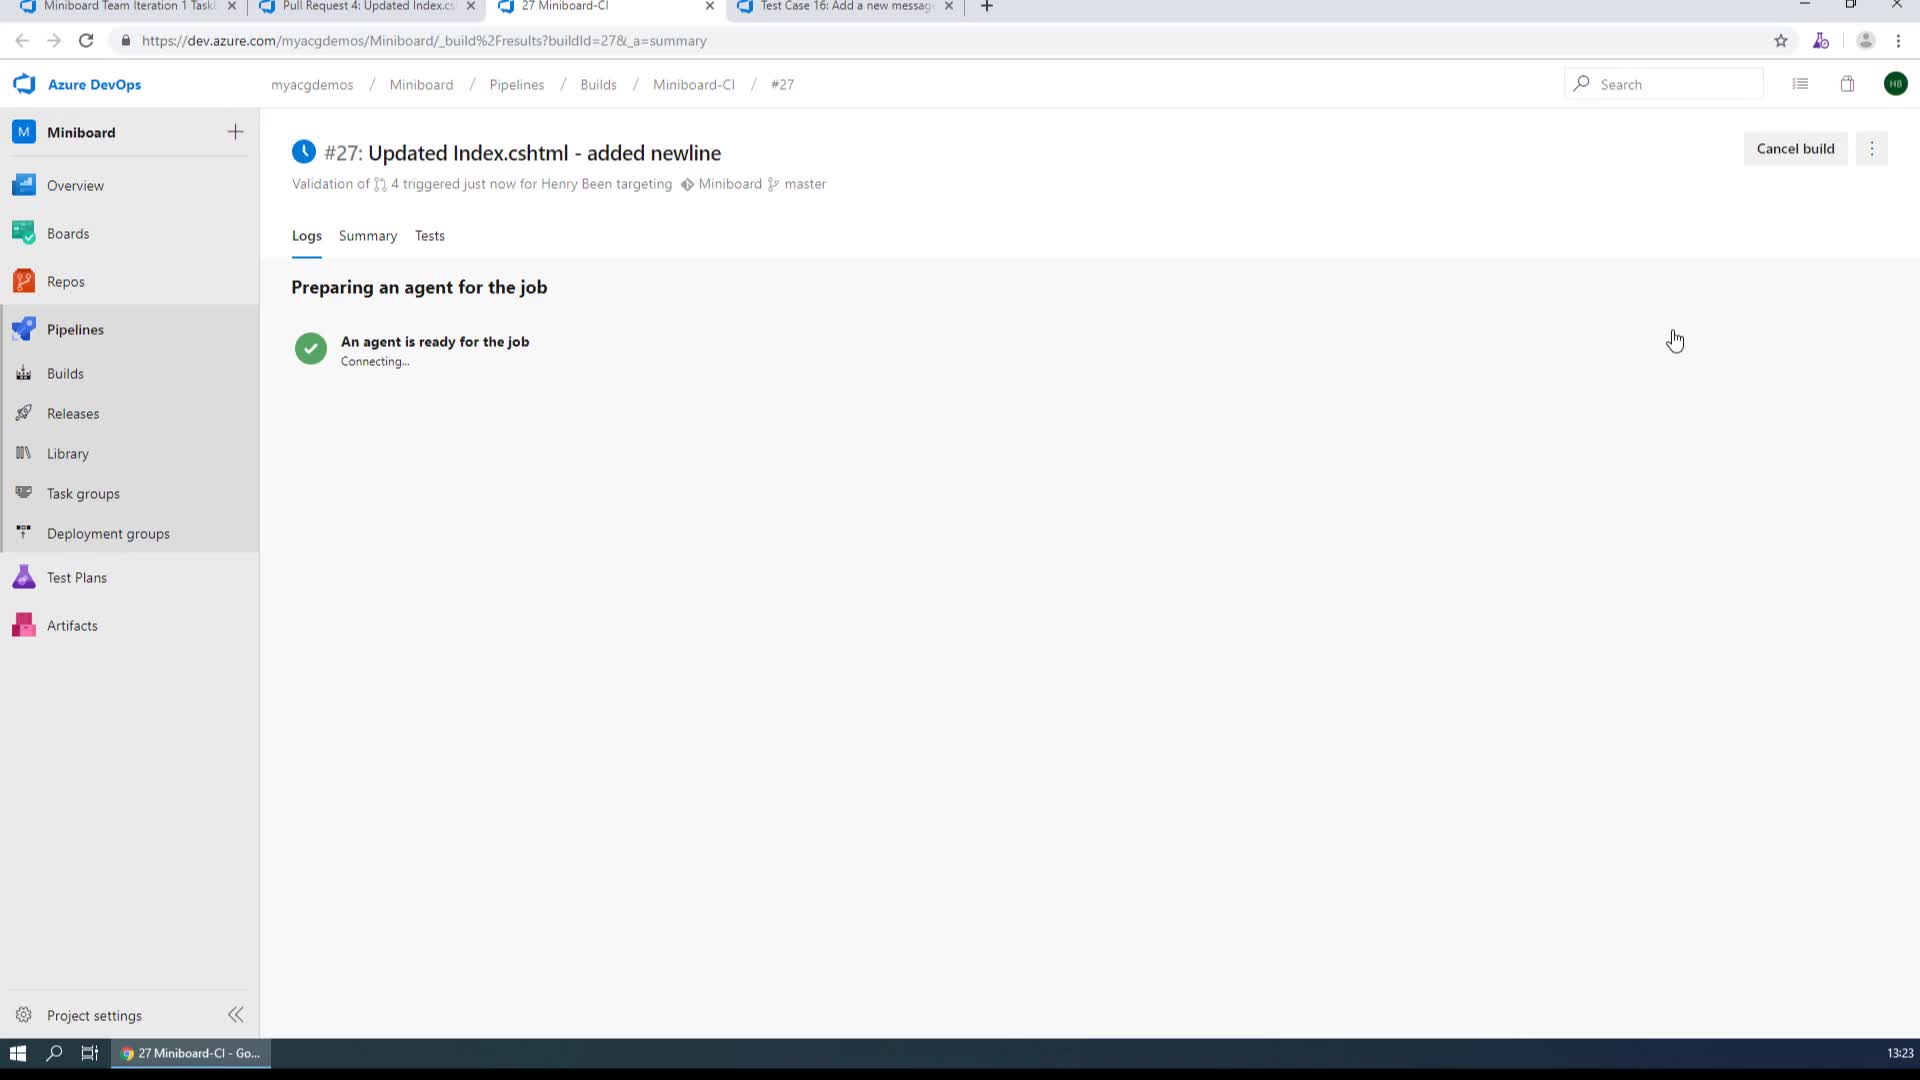 Miniboard Team Iteration 1 Taskl
Pull Request 4: Updated Index.cs
27 Miniboard-CI
Test Case 16: Add a new messag
https://dev.azure.com/myacgdemos/Miniboard/_build%2Fresults?buildId=27&_a=summary
Azure DevOps
myacgdemos / Miniboard / Pipelines / Builds / Miniboard-CI / #27
Search
HB
M Miniboard
Overview
Boards
Repos
Pipelines
Builds
Releases
Library
Task groups
Deployment groups
Test Plans
Artifacts
Project settings
#27: Updated Index.cshtml - added newline
Cancel build
Validation of 4 triggered just now for Henry Been targeting Miniboard master
Logs Summary Tests
Preparing an agent for the job
An agent is ready for the job
Connecting...
27 Miniboard-CI - Go...
13:23